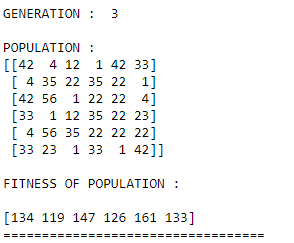 GENERATION :  3
POPULATION :
[[42  4 12  1 42 33]
 [ 4 35 22 35 22  1]
 [42 56  1 22 22  4]
 [33  1 12 35 22 23]
 [ 4 56 35 22 22 22]
 [33 23  1 33  1 42]]
FITNESS OF POPULATION :
[134 119 147 126 161 133]
=================================